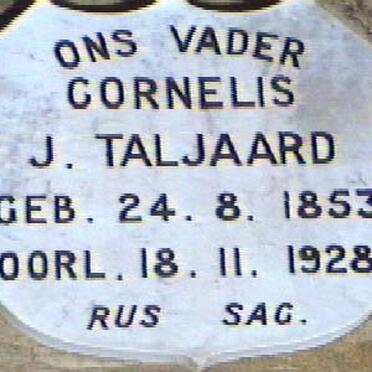 ONS VADER
CORNELIS
J. TALJAARD
GEB. 24. 8. 1853
OORL. 18. 11. 1928
RUS SAG.